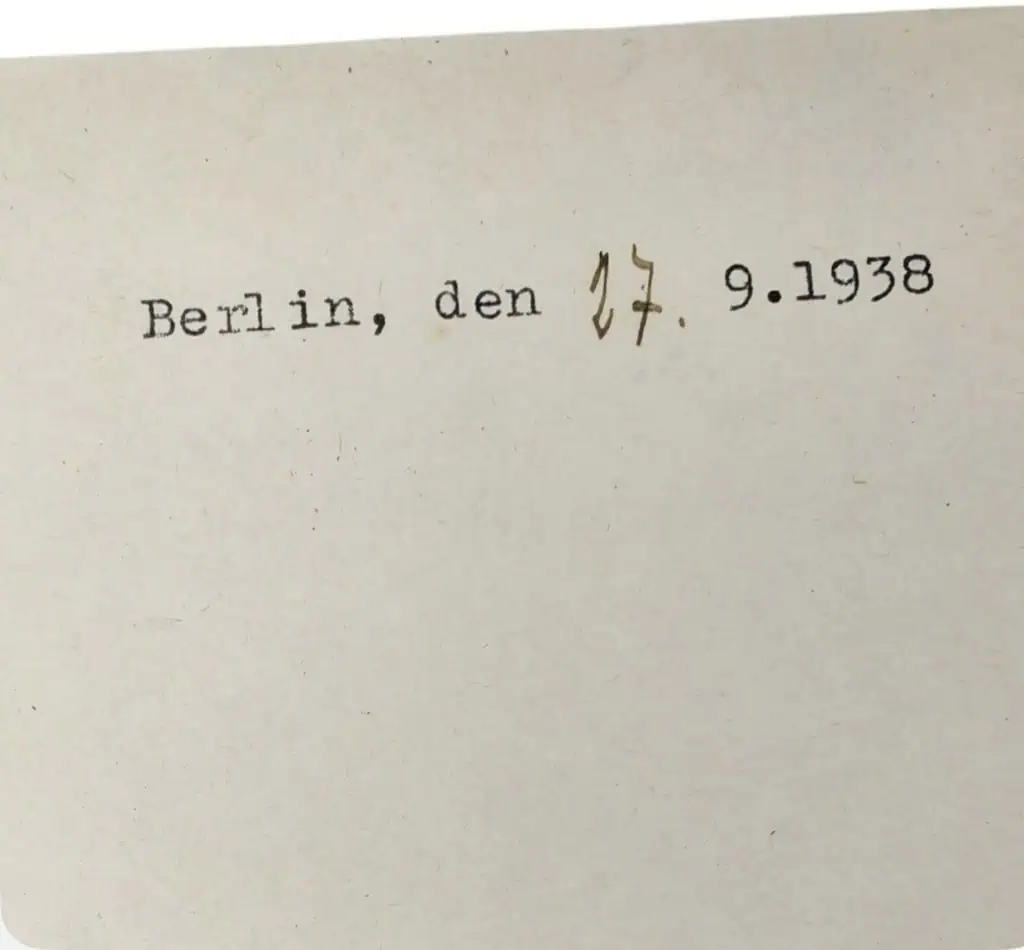 Berlin, den 27. 9.1938